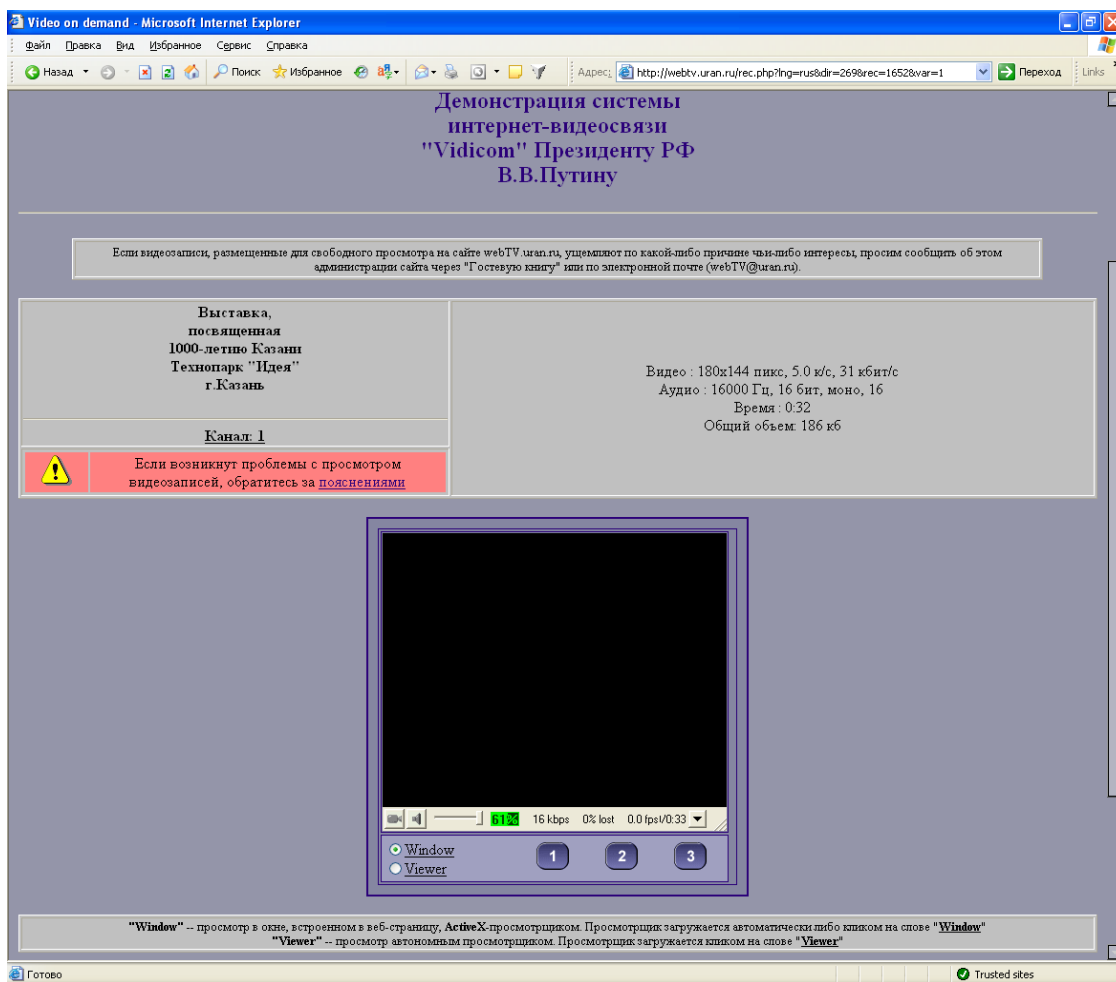 Video on demand - Microsoft Internet Explorer
Файл Правка Вид Избранное Сервис Справка
Назад Поиск Избранное Адрес: http://webtv.uran.ru/rec.php?lng=rus&dir=269&rec=1652&var=1 Переход Links
Демонстрация системы
интернет-видеосвязи
"Vidicom" Президенту РФ
В.В.Путину
Если видеозаписи, размещенные для свободного просмотра на сайте webTV.uran.ru, ущемляют по какой-либо причине чьи-либо интересы, просим сообщить об этом
администрации сайта через "Гостевую книгу" или по электронной почте (webTV@uran.ru).
Выставка,
посвященная
1000-летию Казани
Технопарк "Идея"
г.Казань
Канал: 1
Если возникнут проблемы с просмотром
видеозаписей, обратитесь за пояснениями
Видео : 180x144 пикс, 5.0 к/с, 31 кбит/с
Аудио : 16000 Гц, 16 бит, моно, 16
Время : 0:32
Общий объем: 186 кб
61% 16 kbps 0% lost 0.0 fps \/0:33
Window
Viewer
1 2 3
"Window" -- просмотр в окне, встроенном в веб-страницу, ActiveX-просмотрщиком. Просмотрщик загружается автоматически либо кликом на слове "Window"
"Viewer" -- просмотр автономным просмотрщиком. Просмотрщик загружается кликом на слове "Viewer"
Готово Trusted sites